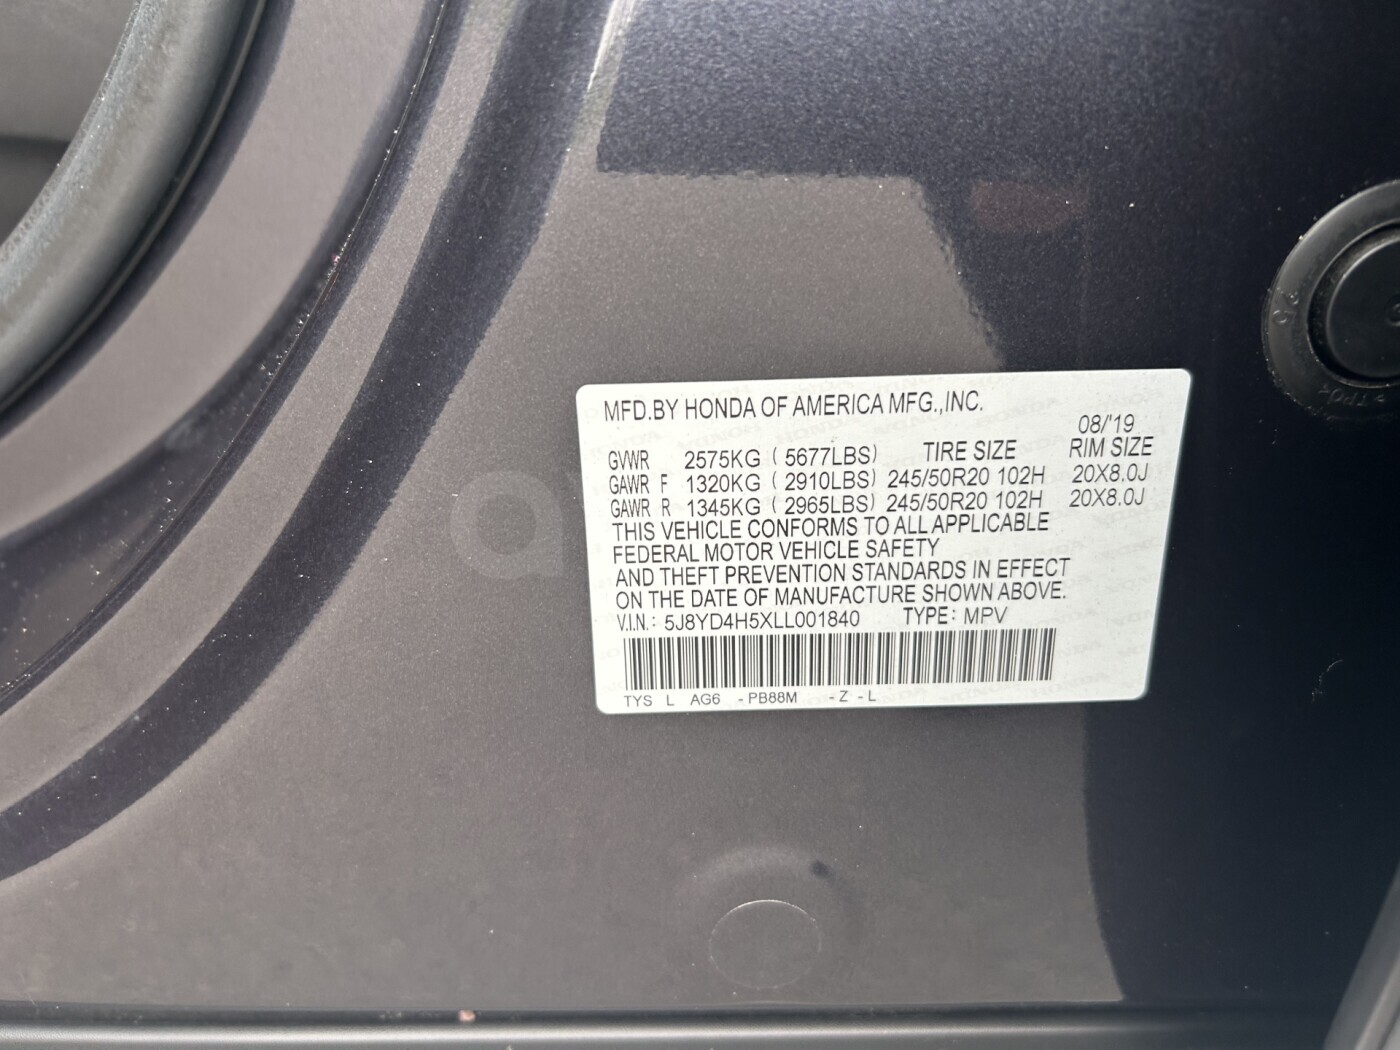 MFD.BY HONDA OF AMERICA MFG.,INC.
08/'19
GVWR 2575KG ( 5677LBS) TIRE SIZE RIM SIZE
GAWR F 1320KG ( 2910LBS) 245/50R20 102H 20X8.0J
GAWR R 1345KG ( 2965LBS) 245/50R20 102H 20X8.0J
THIS VEHICLE CONFORMS TO ALL APPLICABLE
FEDERAL MOTOR VEHICLE SAFETY
AND THEFT PREVENTION STANDARDS IN EFFECT
ON THE DATE OF MANUFACTURE SHOWN ABOVE.
V.I.N.: 5J8YD4H5XLL001840 TYPE: MPV
TYS L AG6 -PB88M -Z -L